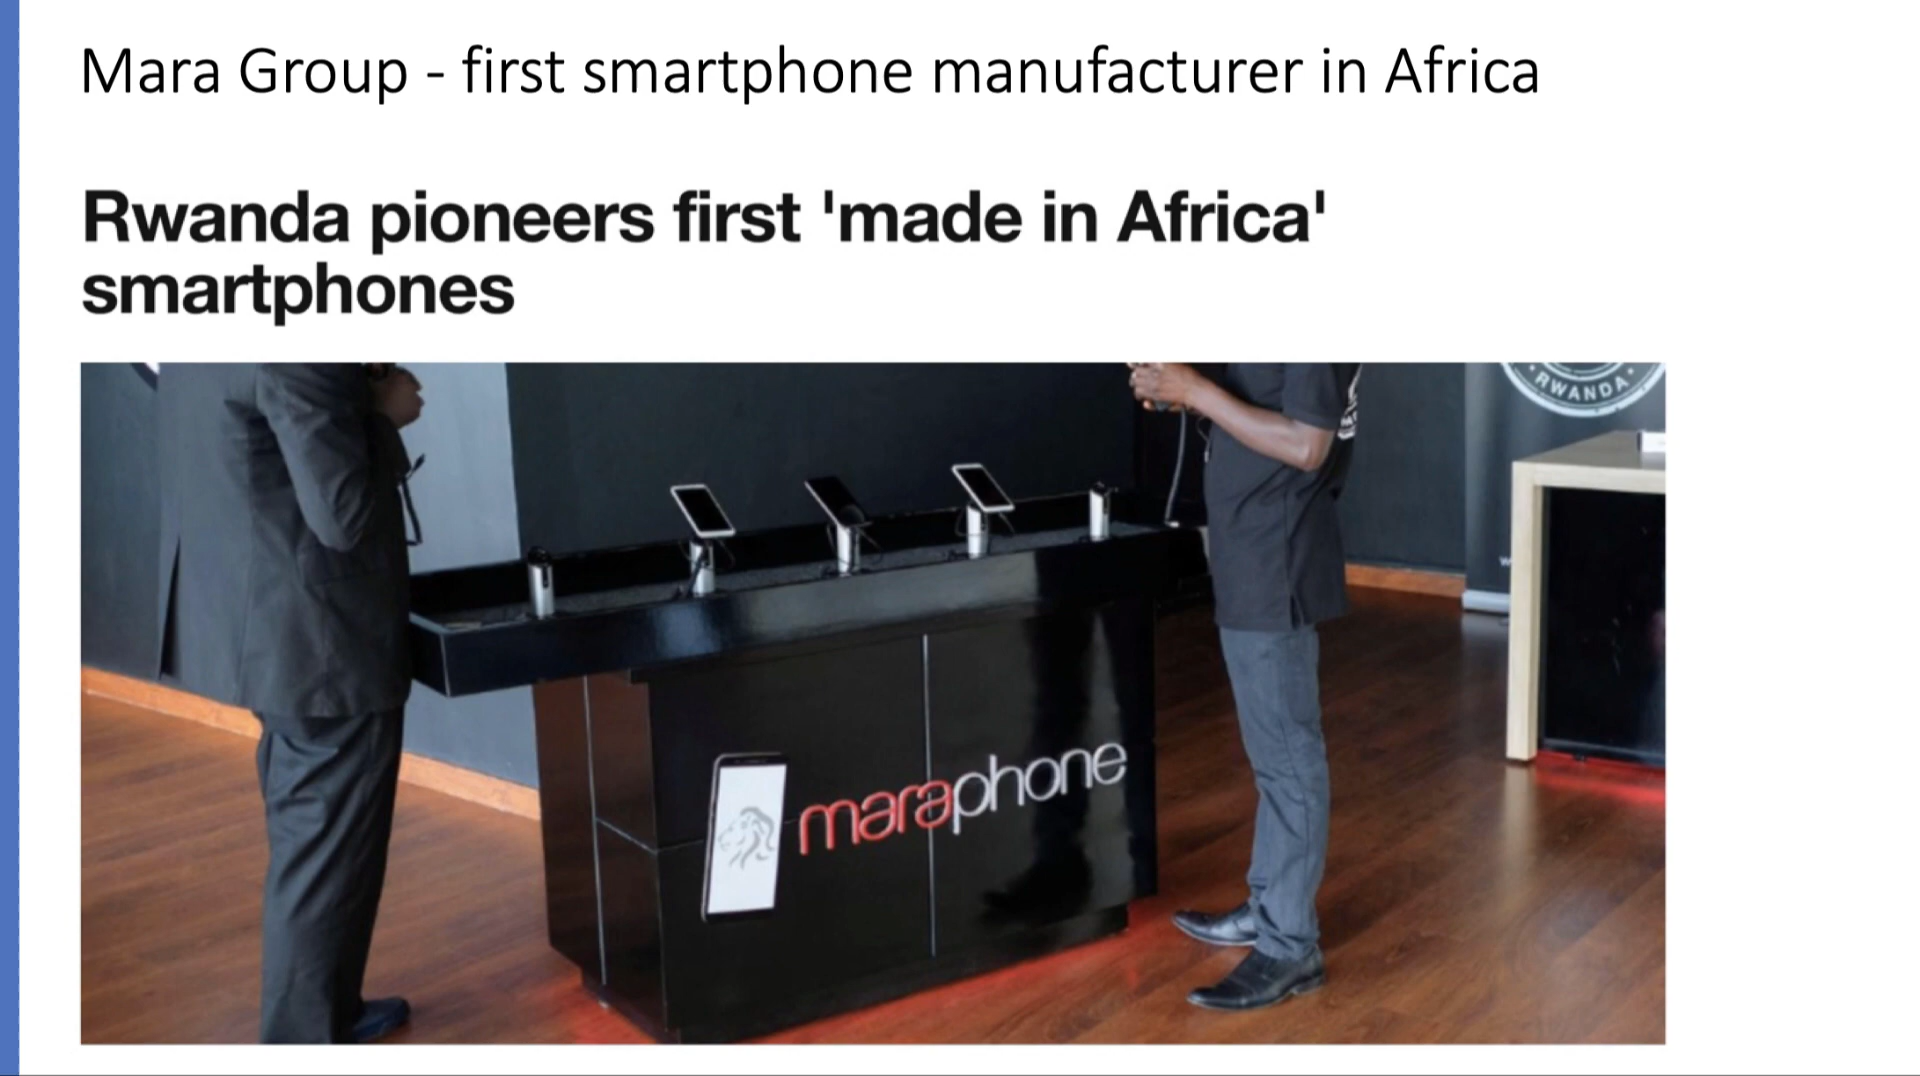 Mara Group - first smartphone manufacturer in Africa
Rwanda pioneers first 'made in Africa'
smartphones
RWANDA
maraphone